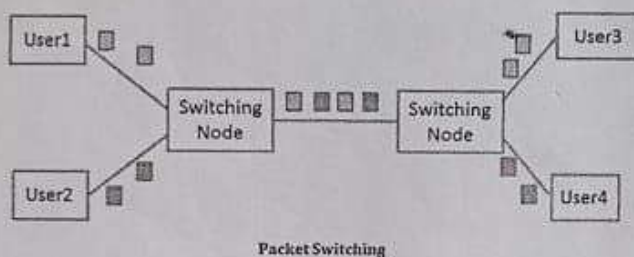 User1
User3
Switching
Node
Switching
Node
User2
User4
Packet Switching